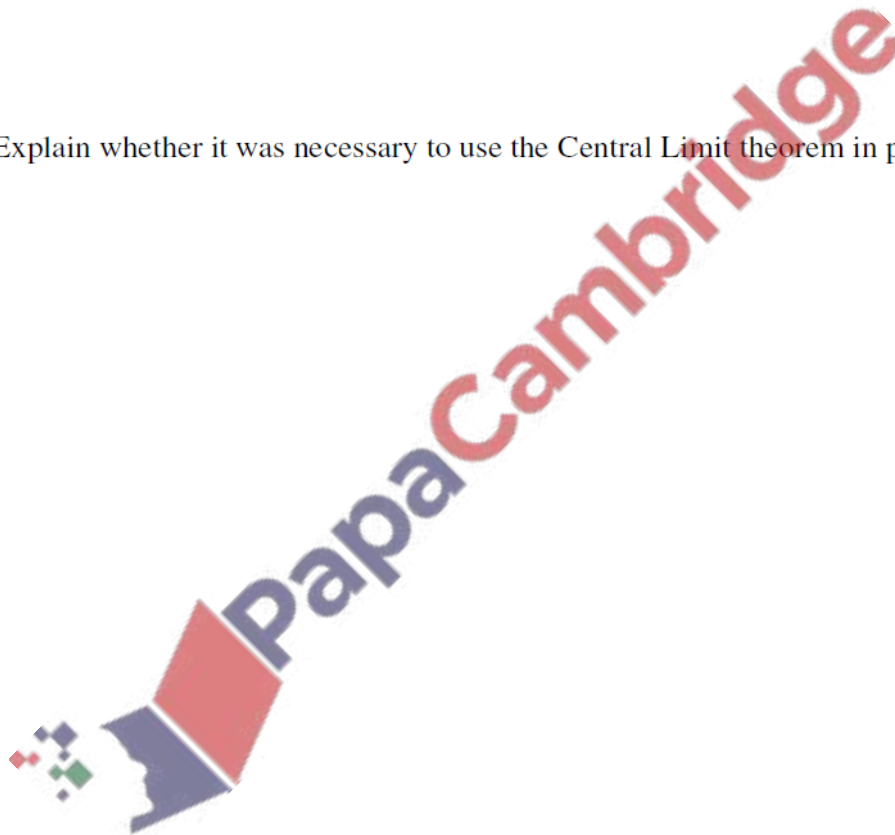 Explain whether it was necessary to use the Central Limit theorem in p
PapaCambridge